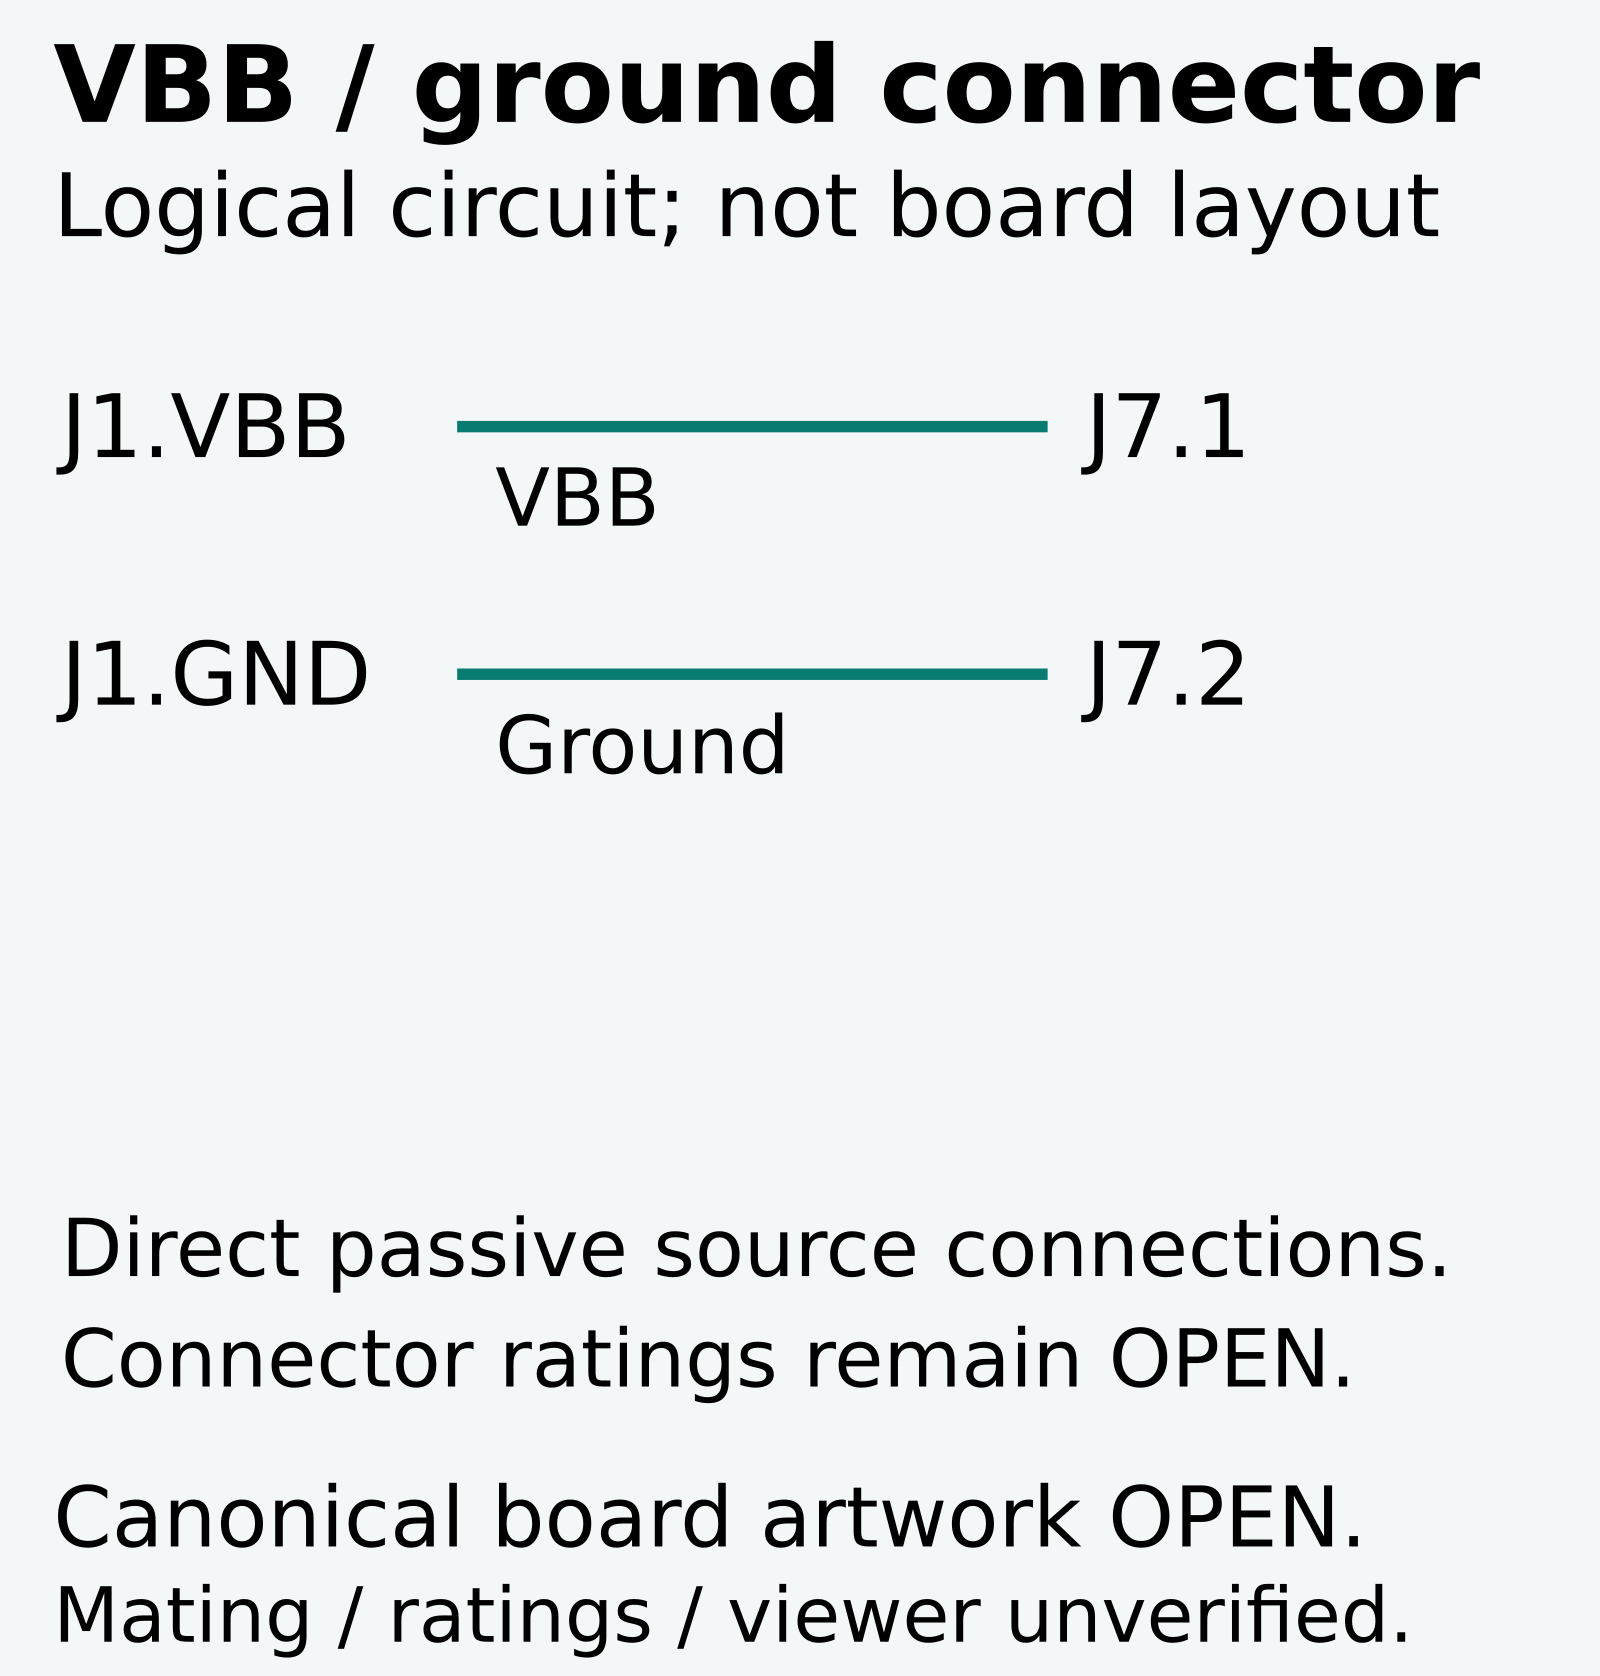 VBB / ground connector
Logical circuit; not board layout
J1.VBB J7.1
VBB
J1.GND J7.2
Ground
Direct passive source connections.
Connector ratings remain OPEN.
Canonical board artwork OPEN.
Mating / ratings / viewer unverified.